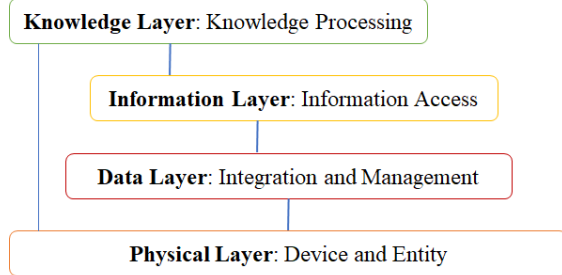 Knowledge Layer: Knowledge Processing
Information Layer: Information Access
Data Layer: Integration and Management
Physical Layer: Device and Entity